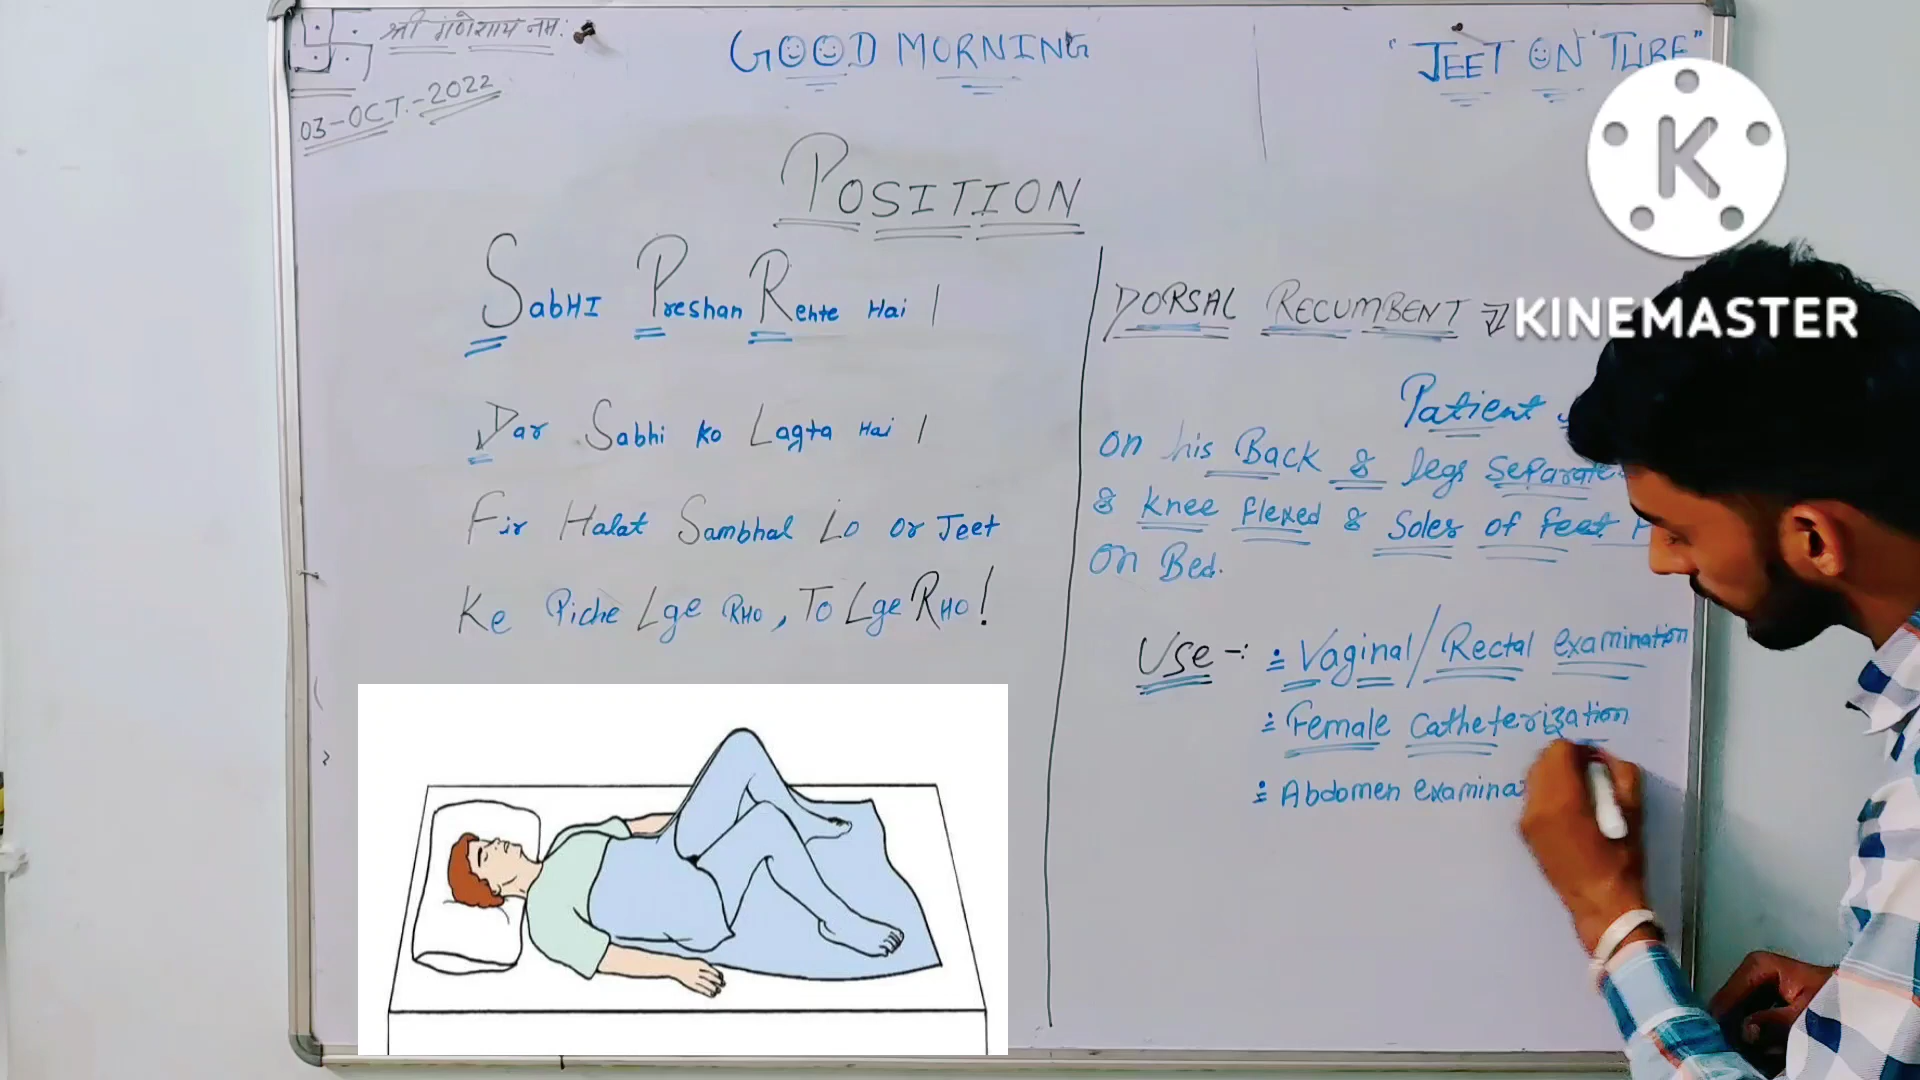 श्री गणेशाय नमः
03-OCT.-2022
GOOD MORNING
"JEET ON TUBE"
POSITION
SabHI Preshan Rehte Hai |
Dar Sabhi ko Lagta Hai |
Fir Halat Sambhal Lo or Jeet
Ke Piche Lge RHO, To Lge RHO!
DORSAL RECUMBENT
Patient
on his Back & legs separate
& knee flexed & Soles of feet
on Bed.
Use -: Vaginal/Rectal examination
Female catheterization
Abdomen examina
K
KINEMASTER